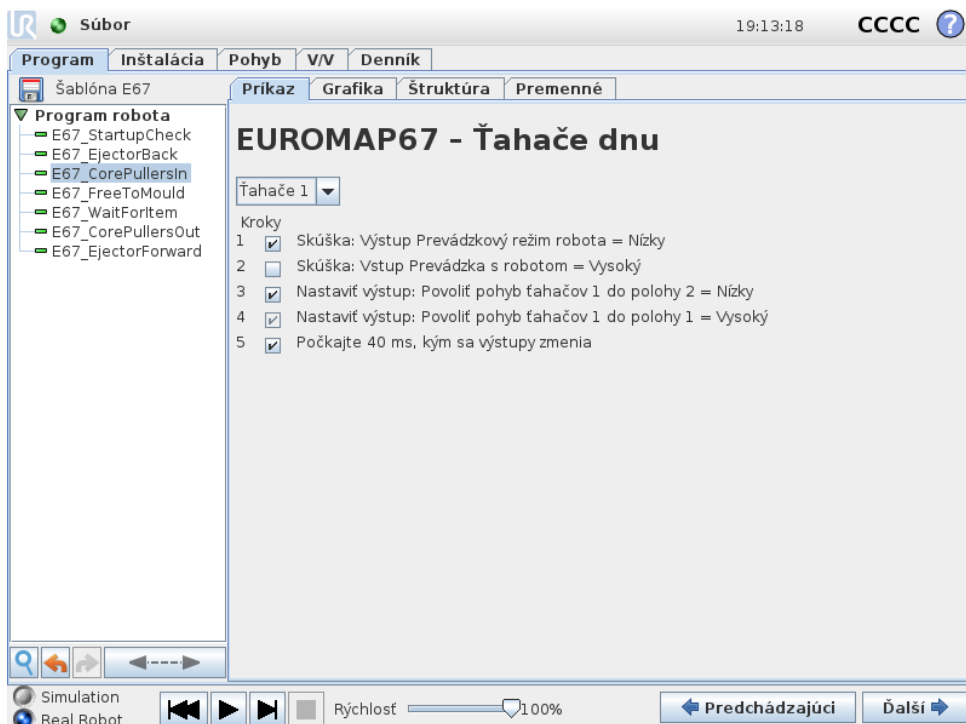 UR Súbor 19:13:18 CCCC ?
Program Inštalácia Pohyb V/V Denník
Šablóna E67 Príkaz Grafika Štruktúra Premenné
Program robota
E67_StartupCheck
E67_EjectorBack
E67_CorePullersIn
E67_FreeToMould
E67_WaitForItem
E67_CorePullersOut
E67_EjectorForward
EUROMAP67 – Ťahače dnu
Ťahače 1
Kroky
1 Skúška: Výstup Prevádzkový režim robota = Nízky
2 Skúška: Vstup Prevádzka s robotom = Vysoký
3 Nastaviť výstup: Povoliť pohyb ťahačov 1 do polohy 2 = Nízky
4 Nastaviť výstup: Povoliť pohyb ťahačov 1 do polohy 1 = Vysoký
5 Počkajte 40 ms, kým sa výstupy zmenia
Simulation
Real Robot
Rýchlosť 100% Predchádzajúci Ďalší